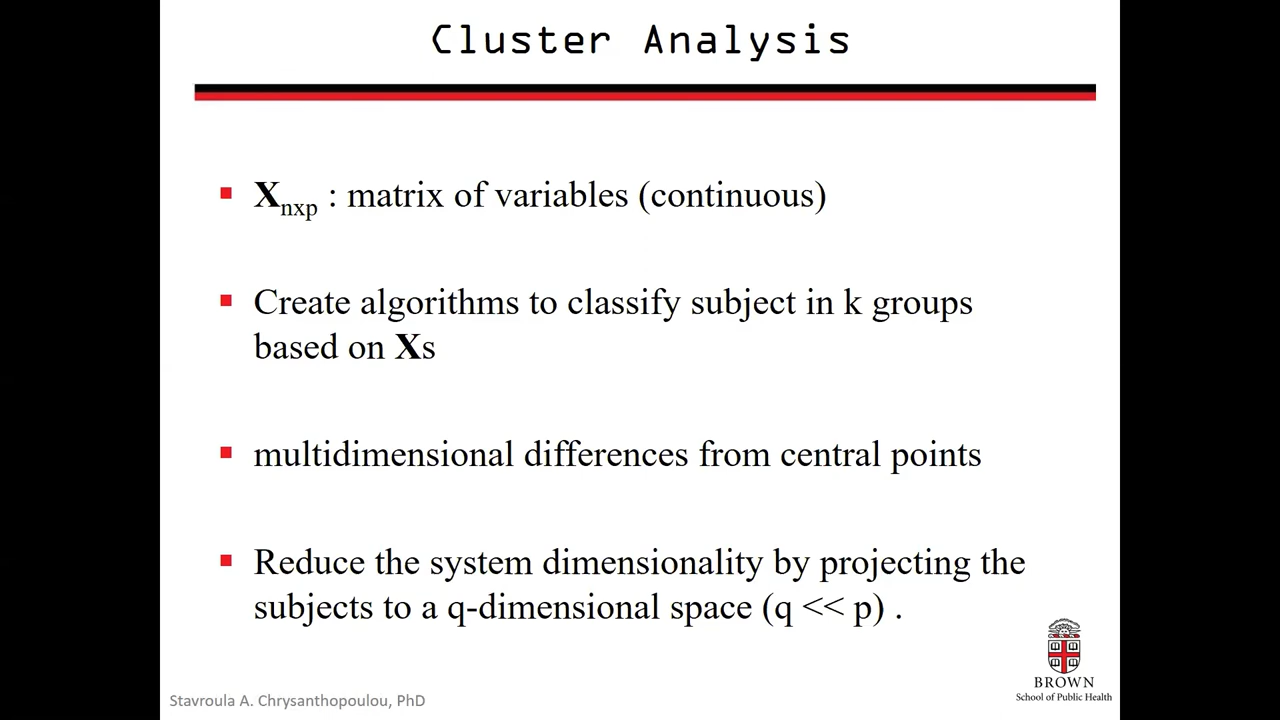 Cluster Analysis
X nxp : matrix of variables (continuous)
Create algorithms to classify subject in k groups
based on Xs
multidimensional differences from central points
Reduce the system dimensionality by projecting the
subjects to a q-dimensional space (q << p) .
BROWN
School of Public Health
Stavroula A. Chrysanthopoulou, PhD